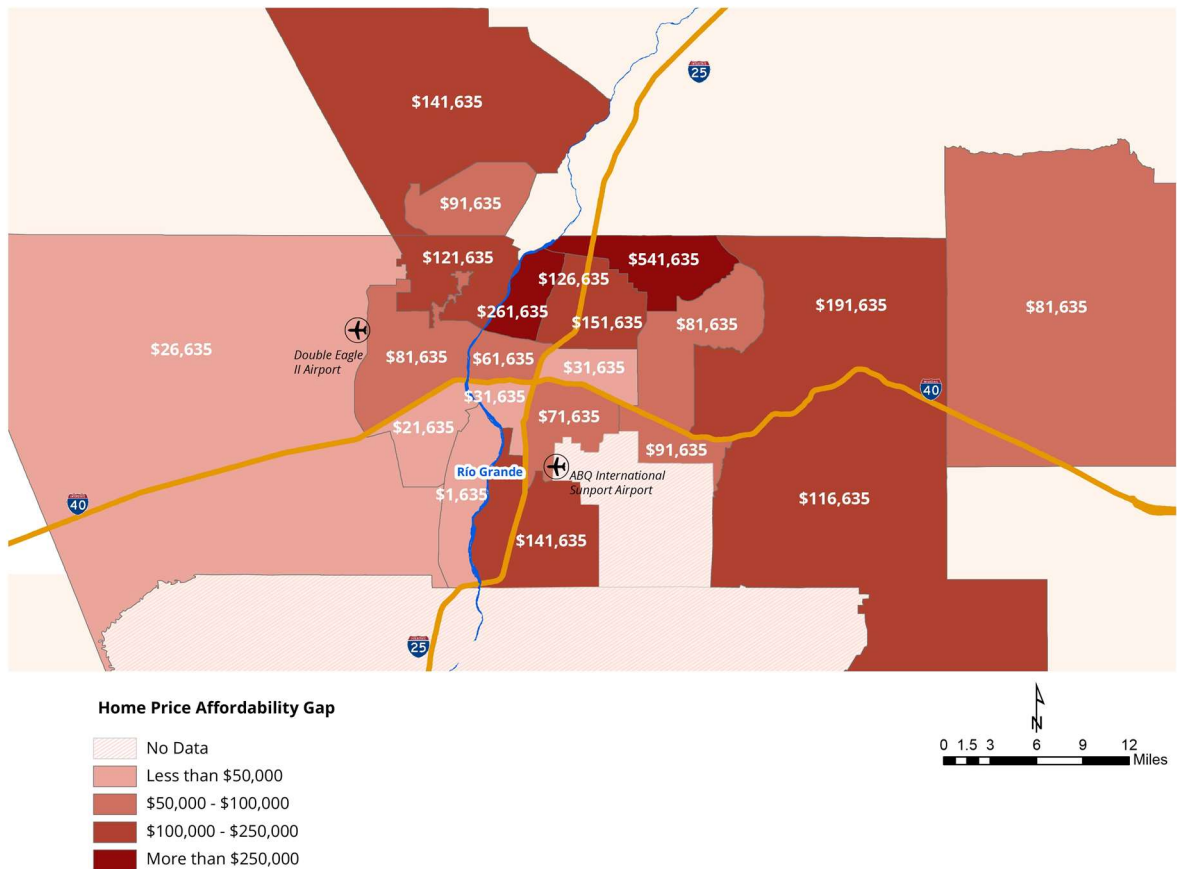 25
$141,635
$91,635
$121,635
$541,635
$126,635
$191,635
$81,635
$261,635
$151,635
$81,635
$26,635
Double Eagle
II Airport
$81,635
$61,635
$31,635
40
$31,635
$71,635
$21,635
$91,635
Río Grande
ABQ International
Sunport Airport
$1,635
$116,635
40
$141,635
25
Home Price Affordability Gap
No Data
Less than $50,000
$50,000 - $100,000
$100,000 - $250,000
More than $250,000
N
0 1.5 3 6 9 12
Miles